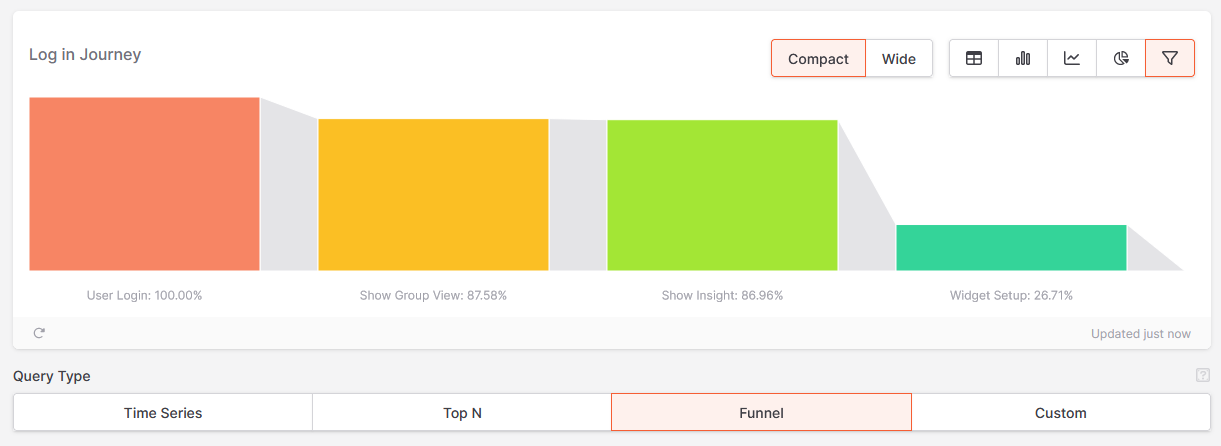 Log in Journey
Compact Wide
User Login: 100.00% Show Group View: 87.58% Show Insight: 86.96% Widget Setup: 26.71%
Updated just now
Query Type
?
Time Series Top N Funnel Custom